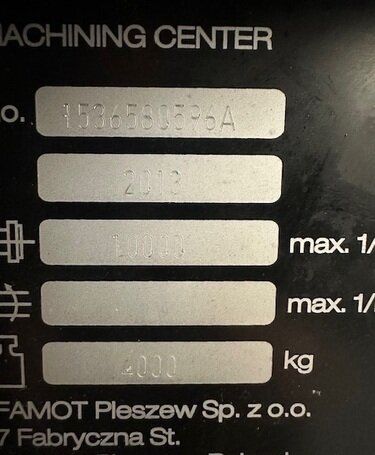 MACHINING CENTER
o. 1536580596A
2013
10000 max. 1/
max. 1/
4000 kg
FAMOT Pleszew Sp. z o.o.
7 Fabryczna St.